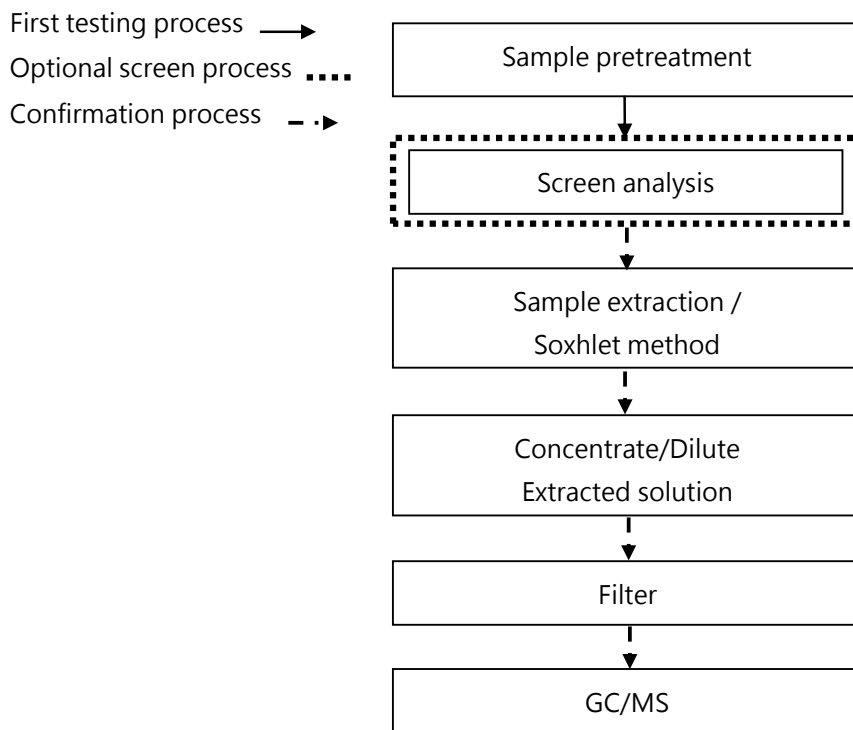 First testing process
Optional screen process
Confirmation process
Sample pretreatment
Screen analysis
Sample extraction /
Soxhlet method
Concentrate/Dilute
Extracted solution
Filter
GC/MS